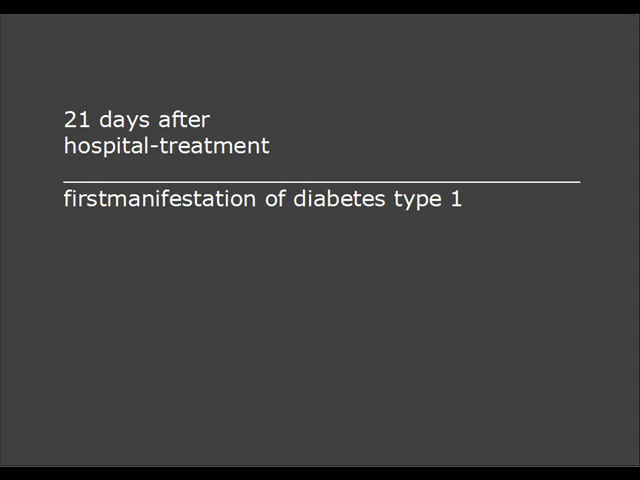 21 days after
hospital-treatment
firstmanifestation of diabetes type 1